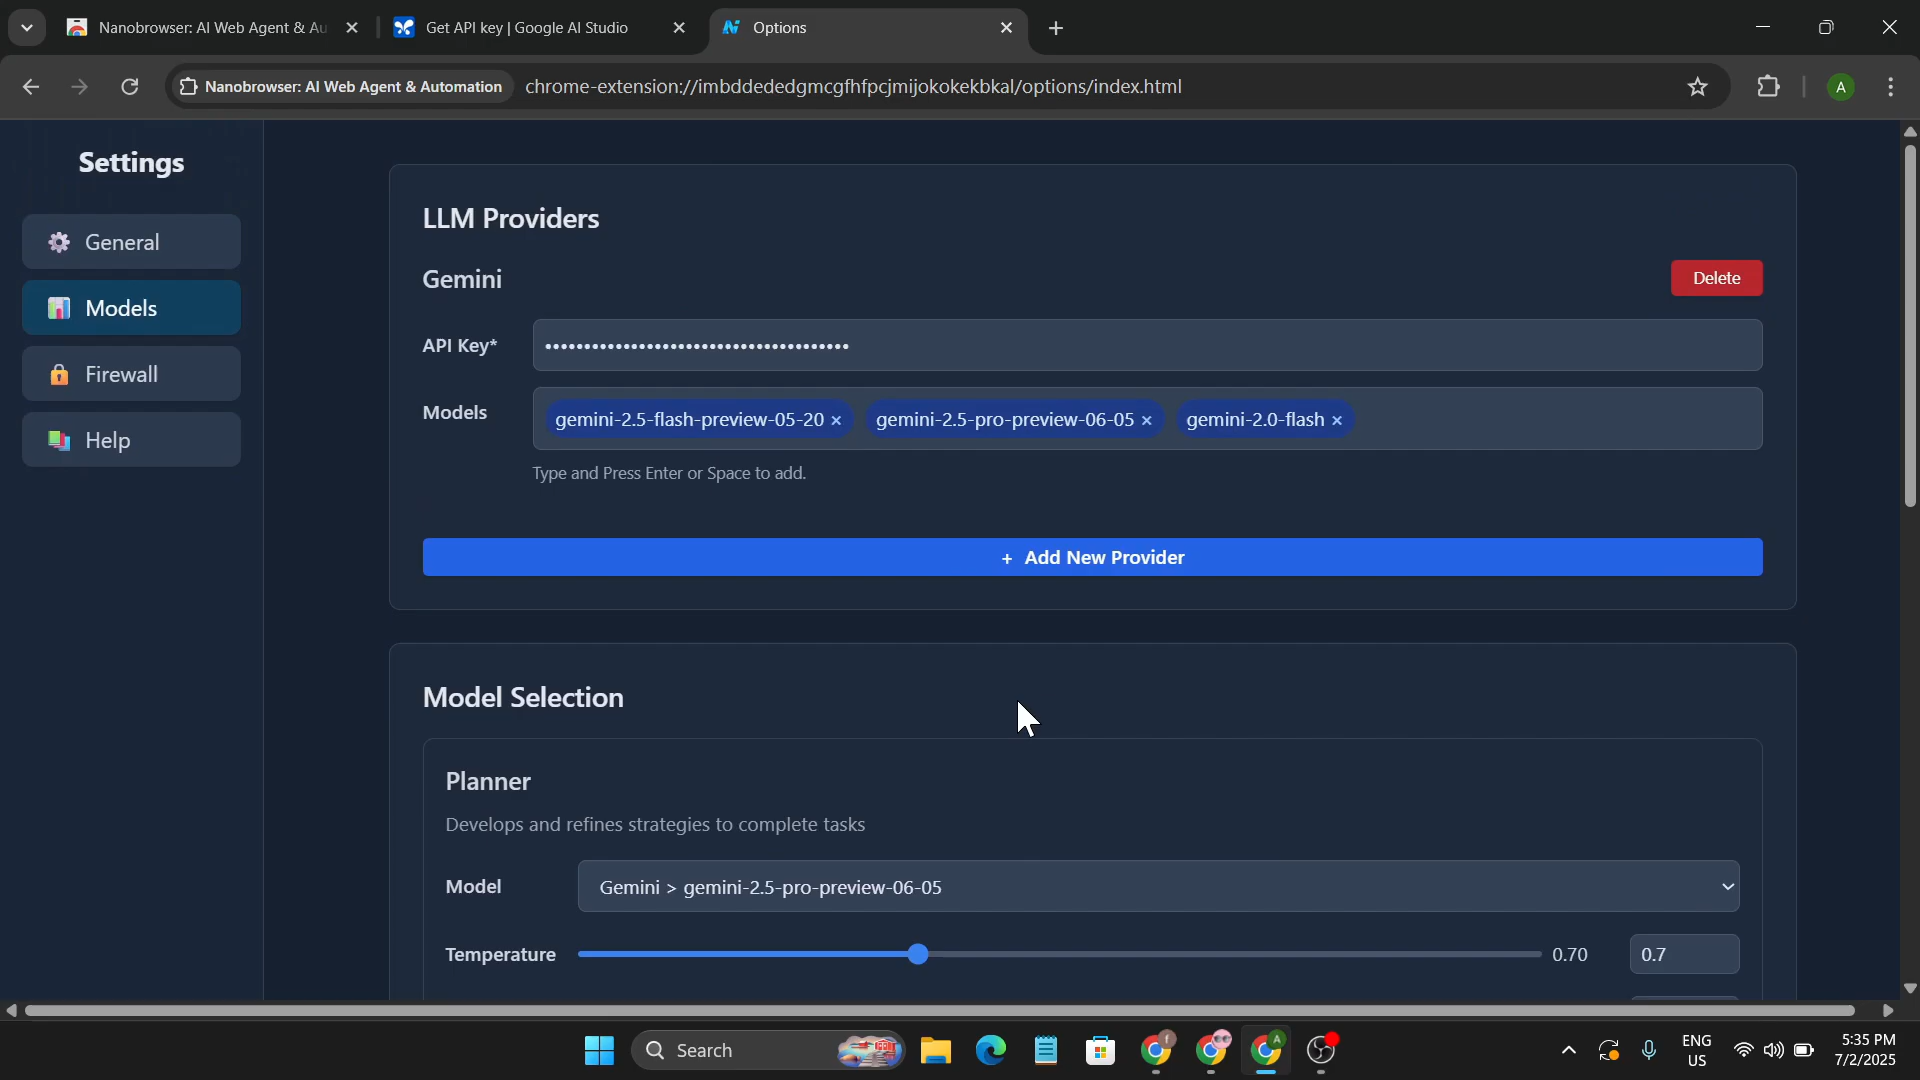 Nanobrowser: AI Web Agent & Au
Get API key | Google AI Studio
Options
Nanobrowser: AI Web Agent & Automation
chrome-extension://imbddededgmcgfhfpcjmijokokekbkal/options/index.html
A
Settings
General
Models
Firewall
Help
LLM Providers
Gemini
Delete
API Key*
••••••••••••••••••••••••••••••••••••••
Models
gemini-2.5-flash-preview-05-20 ×
gemini-2.5-pro-preview-06-05 ×
gemini-2.0-flash ×
Type and Press Enter or Space to add.
+ Add New Provider
Model Selection
Planner
Develops and refines strategies to complete tasks
Model
Gemini > gemini-2.5-pro-preview-06-05
Temperature
0.70
0.7
Search
f
A
ENG
US
5:35 PM
7/2/2025